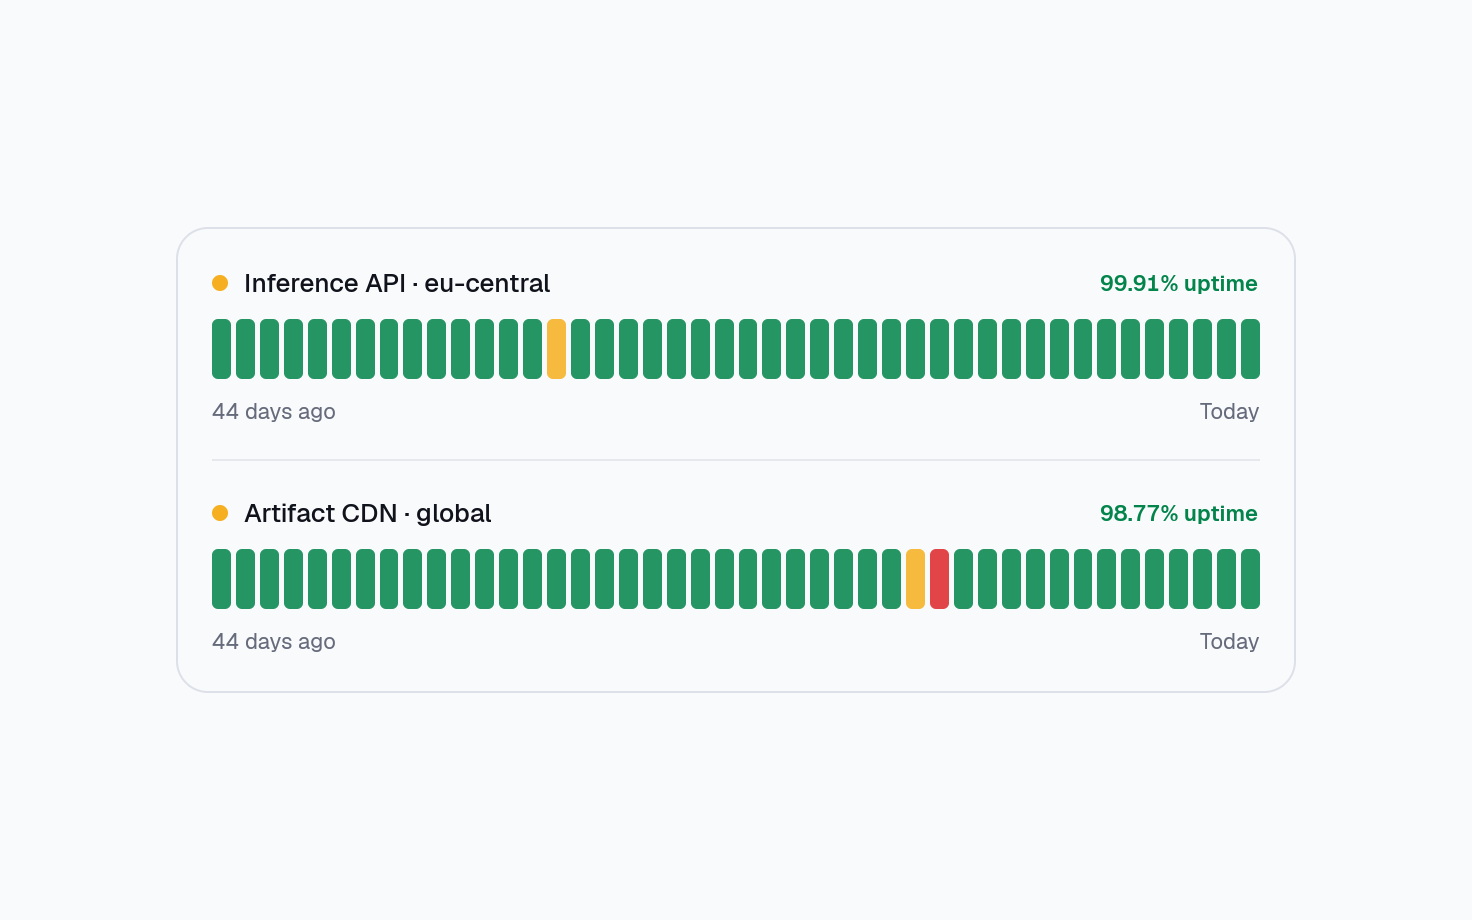 Inference API · eu-central
99.91% uptime
44 days ago
Today
Artifact CDN · global
98.77% uptime
44 days ago
Today